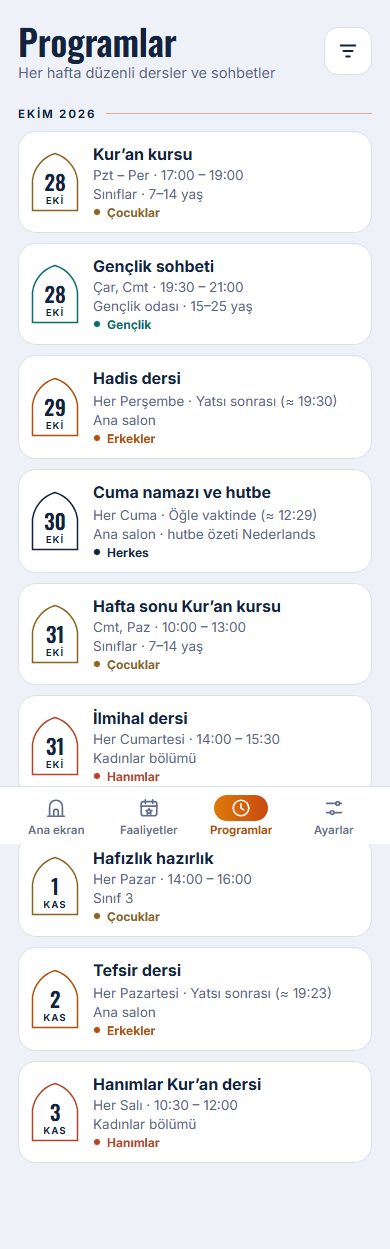 Programlar
Her hafta düzenli dersler ve sohbetler
EKİM 2026
28
EKİ
Kur’an kursu
Pzt – Per · 17:00 – 19:00
Sınıflar · 7–14 yaş
Çocuklar
28
EKİ
Gençlik sohbeti
Çar, Cmt · 19:30 – 21:00
Gençlik odası · 15–25 yaş
Gençlik
29
EKİ
Hadis dersi
Her Perşembe · Yatsı sonrası (≈ 19:30)
Ana salon
Erkekler
30
EKİ
Cuma namazı ve hutbe
Her Cuma · Öğle vaktinde (≈ 12:29)
Ana salon · hutbe özeti Nederlands
Herkes
31
EKİ
Hafta sonu Kur’an kursu
Cmt, Paz · 10:00 – 13:00
Sınıflar · 7–14 yaş
Çocuklar
31
EKİ
İlmihal dersi
Her Cumartesi · 14:00 – 15:30
Kadınlar bölümü
Hanımlar
Ana ekran
Faaliyetler
Programlar
Ayarlar
1
KAS
Hafızlık hazırlık
Her Pazar · 14:00 – 16:00
Sınıf 3
Çocuklar
2
KAS
Tefsir dersi
Her Pazartesi · Yatsı sonrası (≈ 19:23)
Ana salon
Erkekler
3
KAS
Hanımlar Kur’an dersi
Her Salı · 10:30 – 12:00
Kadınlar bölümü
Hanımlar